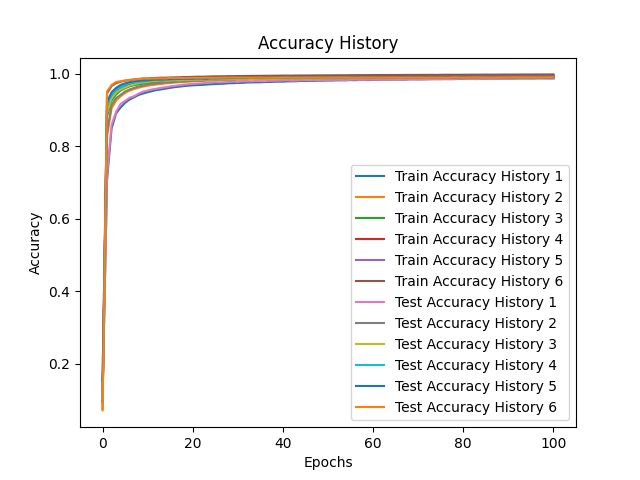 Accuracy History
1.0
0.8
0.6
0.4
0.2
Accuracy
Train Accuracy History 1
Train Accuracy History 2
Train Accuracy History 3
Train Accuracy History 4
Train Accuracy History 5
Train Accuracy History 6
Test Accuracy History 1
Test Accuracy History 2
Test Accuracy History 3
Test Accuracy History 4
Test Accuracy History 5
Test Accuracy History 6
0 20 40 60 80 100
Epochs